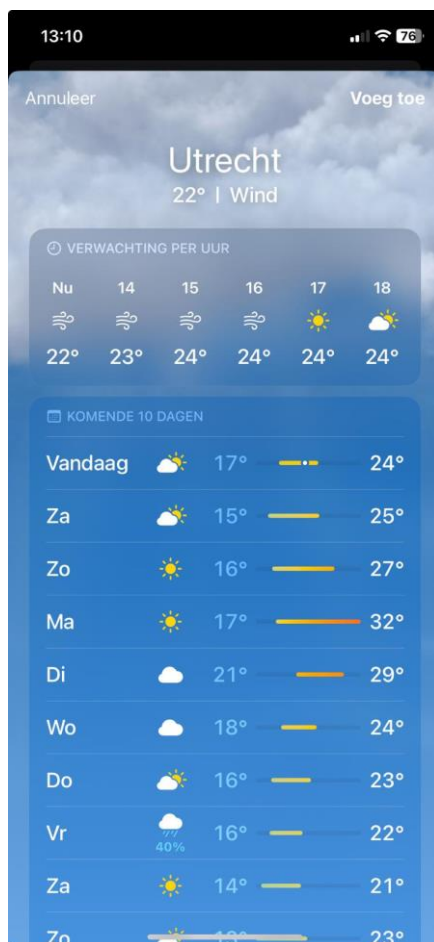 13:10 76
Annuleer Voeg toe
Utrecht
22° | Wind
VERWACHTING PER UUR
Nu 14 15 16 17 18
22° 23° 24° 24° 24° 24°
KOMENDE 10 DAGEN
Vandaag 17° 24°
Za 15° 25°
Zo 16° 27°
Ma 17° 32°
Di 21° 29°
Wo 18° 24°
Do 16° 23°
Vr 40% 16° 22°
Za 14° 21°
Zo 23°